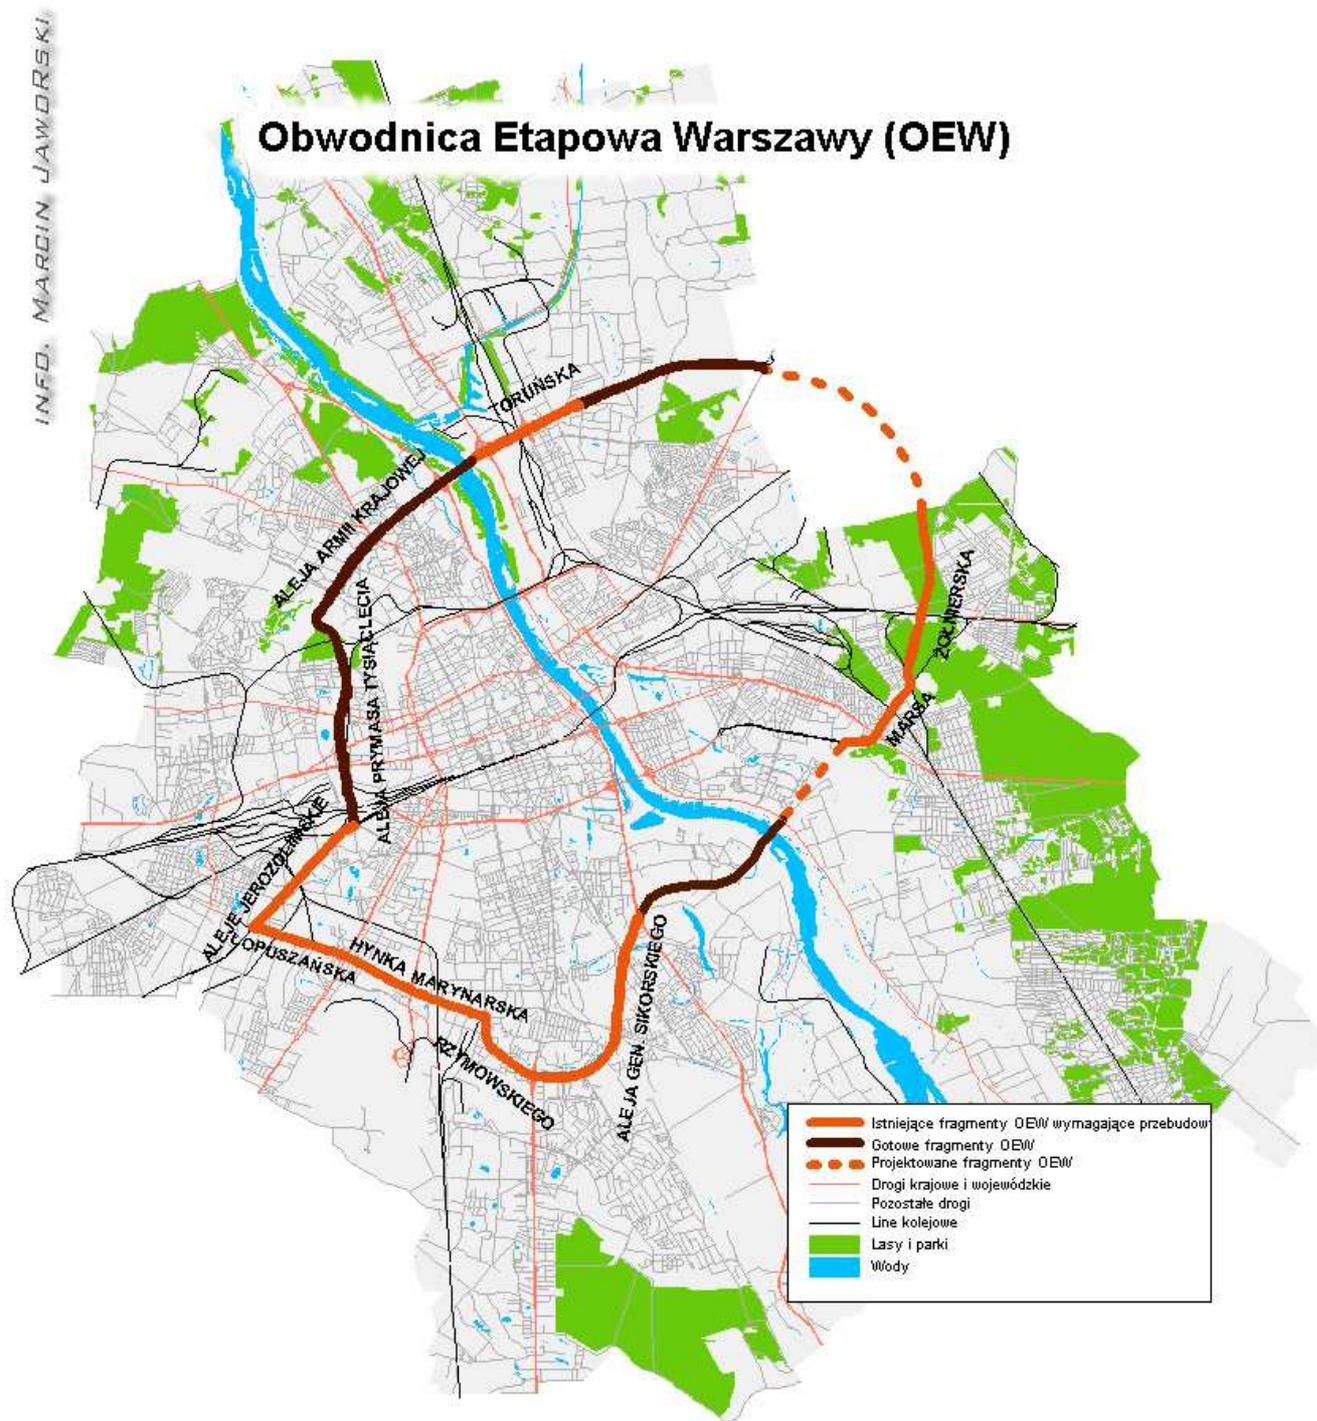 INFO. MARCIN JAWORSKI
Obwodnica Etapowa Warszawy (OEW)
TORUŃSKA
ALEJA ARMII KRAJOWEJ
ALEJA PRYMASA TYSIĄCLECIA
ŻOŁNIERSKA
MARSA
ALEJE JEROZOLIMSKIE
ŁOPUSZAŃSKA
HYNKA MARYNARSKA
RZYMOWSKIEGO
ALEJA GEN. SIKORSKIEGO
Istniejące fragmenty OEW wymagające przebudow
Gotowe fragmenty OEW
Projektowane fragmenty OEW
Drogi krajowe i wojewódzkie
Pozostałe drogi
Line kolejowe
Lasy i parki
Wody